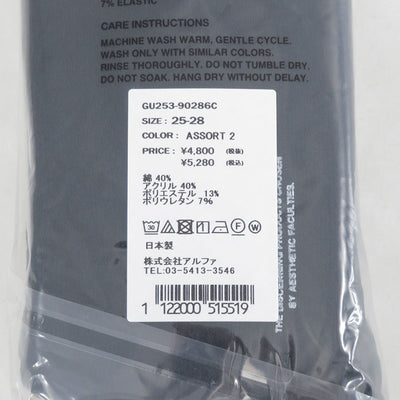 7% ELASTIC
CARE INSTRUCTIONS
MACHINE WASH WARM, GENTLE CYCLE.
WASH ONLY WITH SIMILAR COLORS.
RINSE THOROUGHLY. DO NOT TUMBLE DRY.
DO NOT SOAK. HANG DRY WITHOUT DELAY.
GU253-90286C
SIZE: 25-28
COLOR: ASSORT 2
PRICE: ¥4,800 (税抜)
¥5,280 (税込)
綿 40%
アクリル 40%
ポリエステル 13%
ポリウレタン 7%
日本製
株式会社アルファ
TEL:03-5413-3546
1 122000 515519
THE DISCERNING PRODUCTS CHOSEN
BY AESTHETIC FACULTIES.